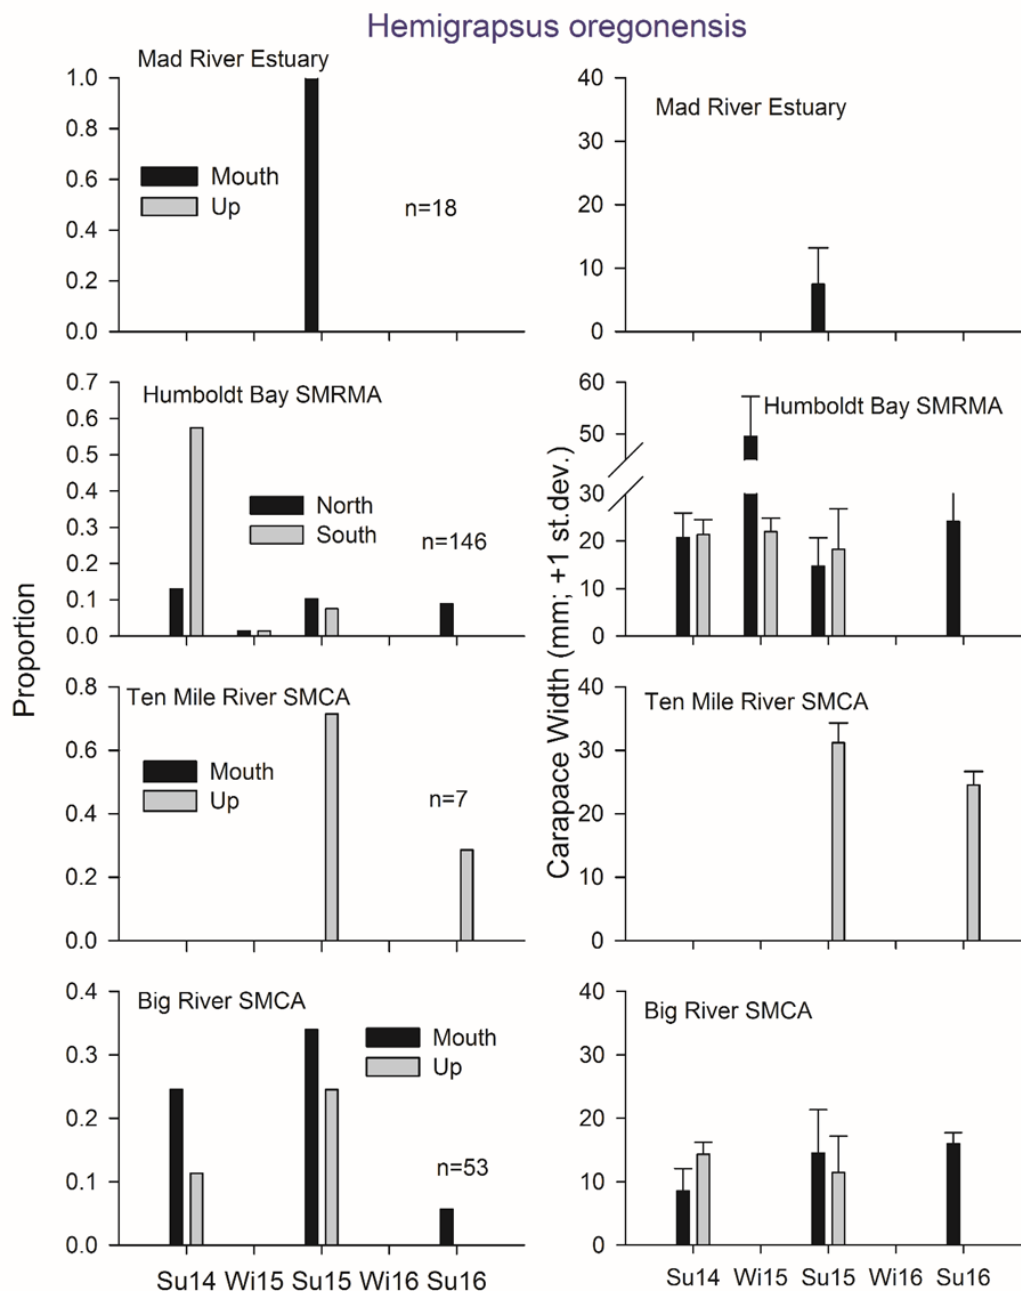 Hemigrapsus oregonensis
Mad River Estuary
1.0
0.8
0.6
0.4
0.2
0.0
Mouth
Up
n=18
Mad River Estuary
40
30
20
10
0
Humboldt Bay SMRMA
0.7
0.6
0.5
0.4
0.3
0.2
0.1
0.0
North
South
n=146
Humboldt Bay SMRMA
60
50
30
20
10
0
Proportion
Carapace Width (mm; +1 st.dev.)
Ten Mile River SMCA
0.8
0.6
0.4
0.2
0.0
Mouth
Up
n=7
Ten Mile River SMCA
40
30
20
10
0
Big River SMCA
0.4
0.3
0.2
0.1
0.0
Mouth
Up
n=53
Su14 Wi15 Su15 Wi16 Su16
Big River SMCA
40
30
20
10
0
Su14 Wi15 Su15 Wi16 Su16